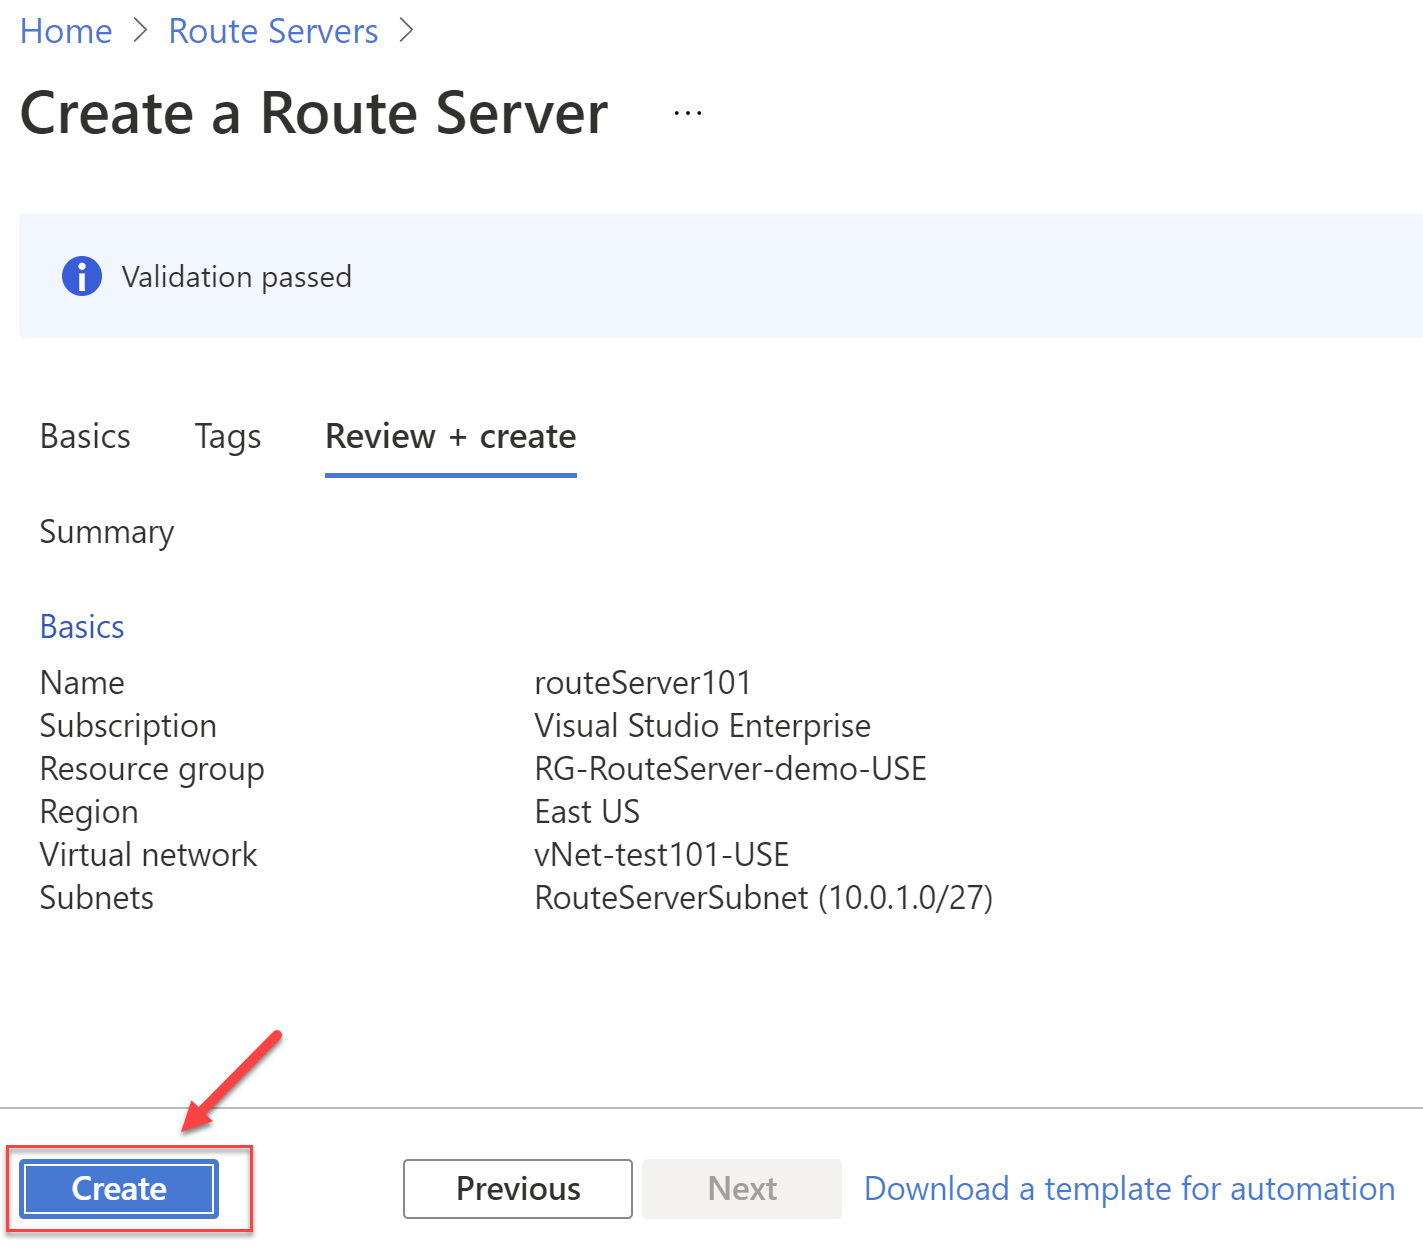 Home > Route Servers >
Create a Route Server ...
Validation passed
Basics Tags Review + create
Summary
Basics
Name routeServer101
Subscription Visual Studio Enterprise
Resource group RG-RouteServer-demo-USE
Region East US
Virtual network vNet-test101-USE
Subnets RouteServerSubnet (10.0.1.0/27)
Create Previous Next Download a template for automation